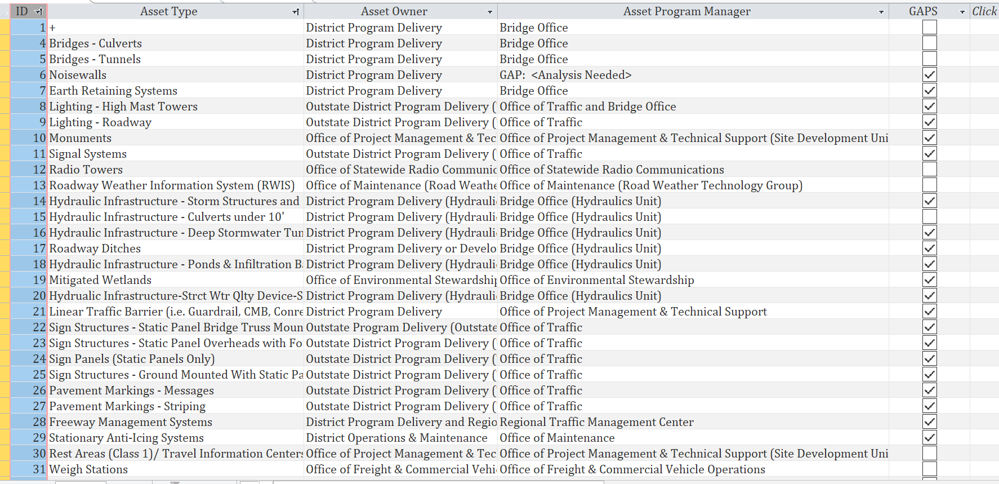 ID Asset Type Asset Owner Asset Program Manager GAPS Click
1 + District Program Delivery Bridge Office
4 Bridges - Culverts District Program Delivery Bridge Office
5 Bridges - Tunnels District Program Delivery Bridge Office
6 Noisewalls District Program Delivery GAP:  <Analysis Needed>
7 Earth Retaining Systems District Program Delivery Bridge Office
8 Lighting - High Mast Towers Outstate District Program Delivery ( Office of Traffic and Bridge Office
9 Lighting - Roadway Outstate District Program Delivery ( Office of Traffic
10 Monuments Office of Project Management & Tec Office of Project Management & Technical Support (Site Development Uni
11 Signal Systems Outstate District Program Delivery ( Office of Traffic
12 Radio Towers Office of Statewide Radio Communic Office of Statewide Radio Communications
13 Roadway Weather Information System (RWIS) Office of Maintenance (Road Weathe Office of Maintenance (Road Weather Technology Group)
14 Hydraulic Infrastructure - Storm Structures and District Program Delivery (Hydrauli Bridge Office (Hydraulics Unit)
15 Hydraulic Infrastructure - Culverts under 10' District Program Delivery (Hydrauli Bridge Office (Hydraulics Unit)
16 Hydraulic Infrastructure - Deep Stormwater Tun District Program Delivery (Hydrauli Bridge Office (Hydraulics Unit)
17 Roadway Ditches District Program Delivery or Develo Bridge Office (Hydraulics Unit)
18 Hydraulic Infrastructure - Ponds & Infiltration B District Program Delivery (Hydrauli Bridge Office (Hydraulics Unit)
19 Mitigated Wetlands Office of Environmental Stewardship Office of Environmental Stewardship
20 Hydrualic Infrastructure-Strct Wtr Qlty Device-S District Program Delivery (Hydrauli Bridge Office (Hydraulics Unit)
21 Linear Traffic Barrier (i.e. Guardrail, CMB, Conre District Program Delivery Office of Project Management & Technical Support
22 Sign Structures - Static Panel Bridge Truss Moun Outstate Program Delivery (Outstate Office of Traffic
23 Sign Structures - Static Panel Overheads with Fo Outstate District Program Delivery ( Office of Traffic
24 Sign Panels (Static Panels Only) Outstate District Program Delivery ( Office of Traffic
25 Sign Structures - Ground Mounted With Static Pa Outstate District Program Delivery ( Office of Traffic
26 Pavement Markings - Messages Outstate District Program Delivery ( Office of Traffic
27 Pavement Markings - Striping Outstate District Program Delivery ( Office of Traffic
28 Freeway Management Systems District Program Delivery and Regio Regional Traffic Management Center
29 Stationary Anti-Icing Systems District Operations & Maintenance Office of Maintenance
30 Rest Areas (Class 1)/ Travel Information Centers Office of Project Management & Tec Office of Project Management & Technical Support (Site Development Uni
31 Weigh Stations Office of Freight & Commercial Vehi Office of Freight & Commercial Vehicle Operations